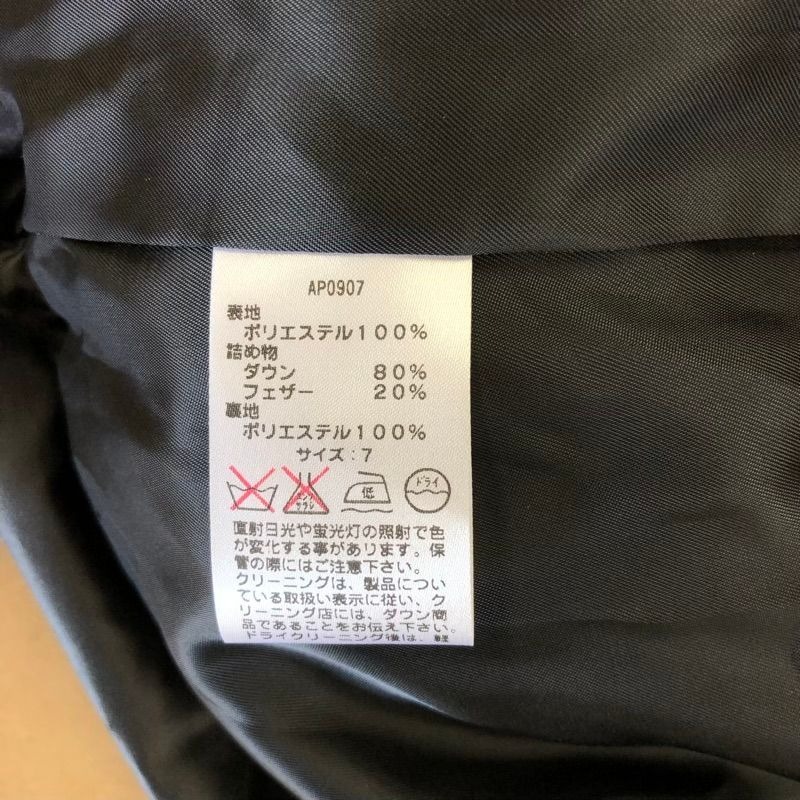 AP0907
表地
ポリエステル100%
詰め物
ダウン 80%
フェザー 20%
裏地
ポリエステル100%
サイズ:7
エンソサラシ 低 ドライ
直射日光や蛍光灯の照射で色
が変化する事があります。保
管の際にはご注意下さい。
クリーニングは、製品につい
ている取扱い表示に従い、ク
リーニング店には、ダウン商
品であることをお伝え下さい。
ドライクリーニング後は、